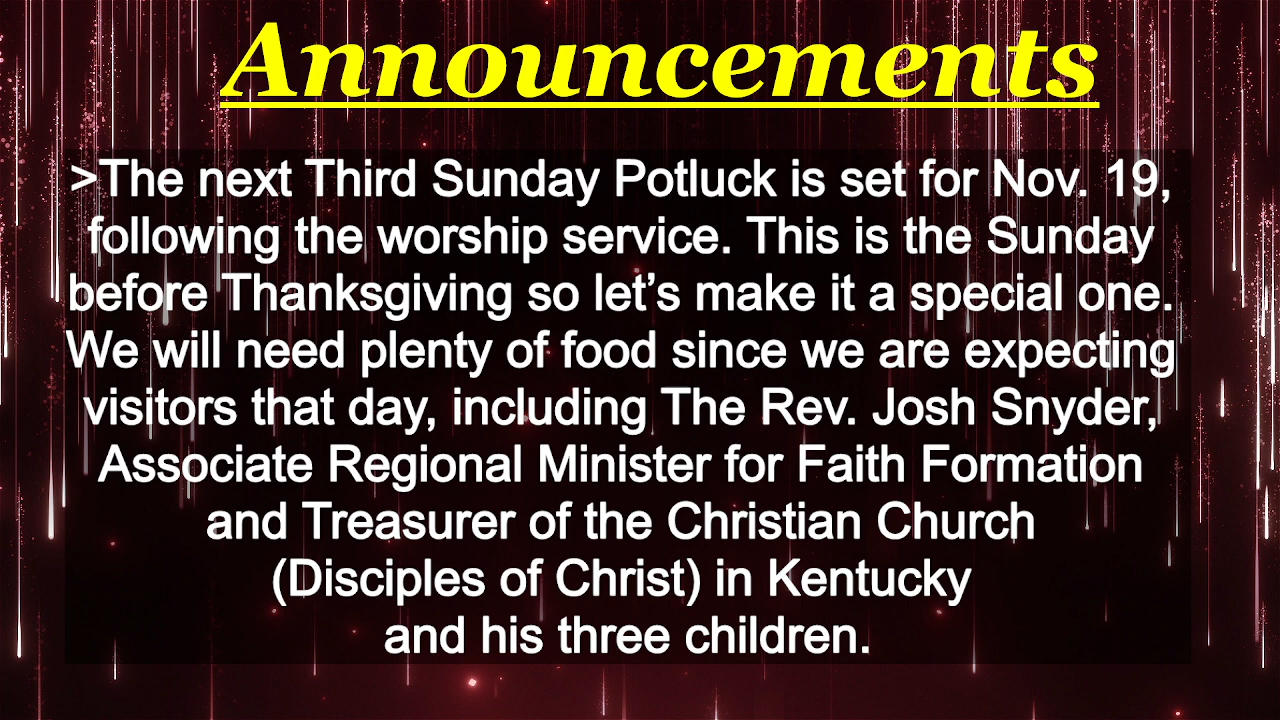 Announcements
>The next Third Sunday Potluck is set for Nov. 19,
following the worship service. This is the Sunday
before Thanksgiving so let’s make it a special one.
We will need plenty of food since we are expecting
visitors that day, including The Rev. Josh Snyder,
Associate Regional Minister for Faith Formation
and Treasurer of the Christian Church
(Disciples of Christ) in Kentucky
and his three children.